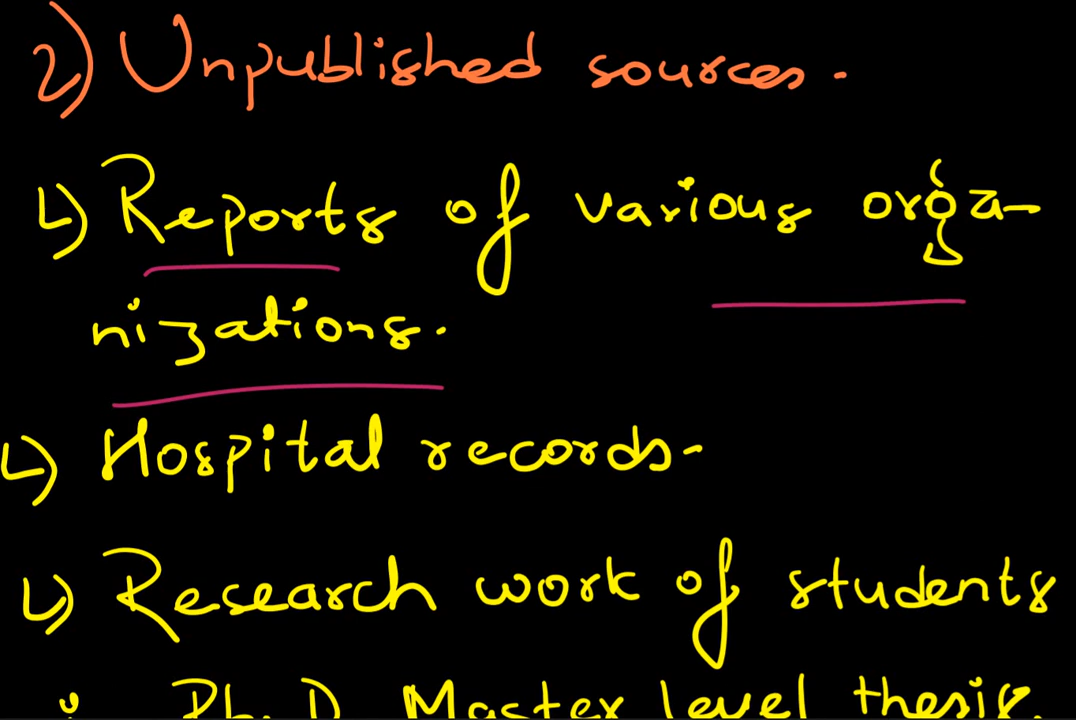 2) Unpublished sources.
↳) Reports of various orga-
nizations.
↳) Hospital records-
↳) Research work of students
Ph.D Master level thesis.